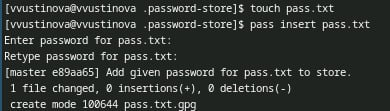 [vvustinova@vvustinova .password-store]$ touch pass.txt
[vvustinova@vvustinova .password-store]$ pass insert pass.txt
Enter password for pass.txt:
Retype password for pass.txt:
[master e89aa65] Add given password for pass.txt to store.
 1 file changed, 0 insertions(+), 0 deletions(-)
 create mode 100644 pass.txt.gpg